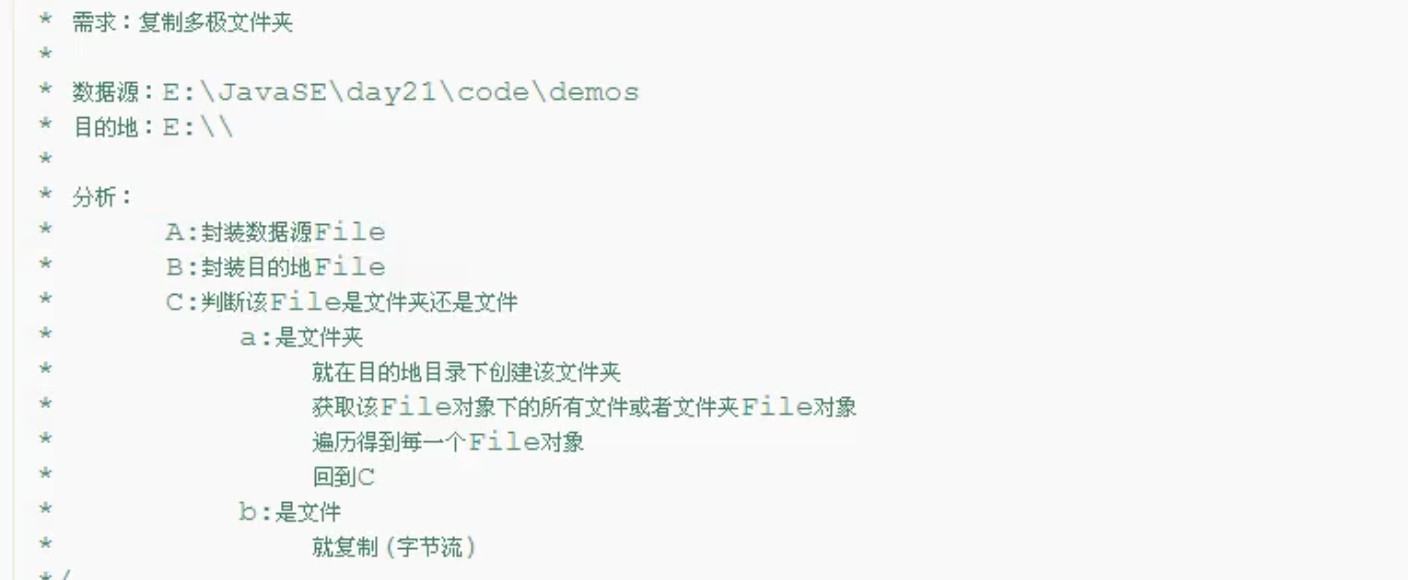 * 需求：复制多极文件夹
*
* 数据源：E:\JavaSE\day21\code\demos
* 目的地：E:\\
*
* 分析：
* A:封装数据源File
* B:封装目的地File
* C:判断该File是文件夹还是文件
* a:是文件夹
* 就在目的地目录下创建该文件夹
* 获取该File对象下的所有文件或者文件夹File对象
* 遍历得到每一个File对象
* 回到C
* b:是文件
* 就复制(字节流)
*/